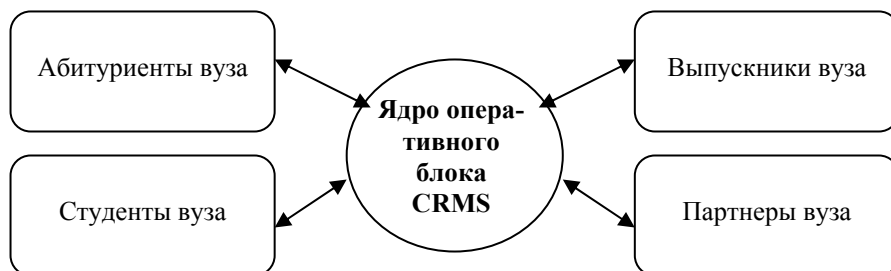 Абитуриенты вуза
Выпускники вуза
Ядро опера-
тивного
блока
CRMS
Студенты вуза
Партнеры вуза